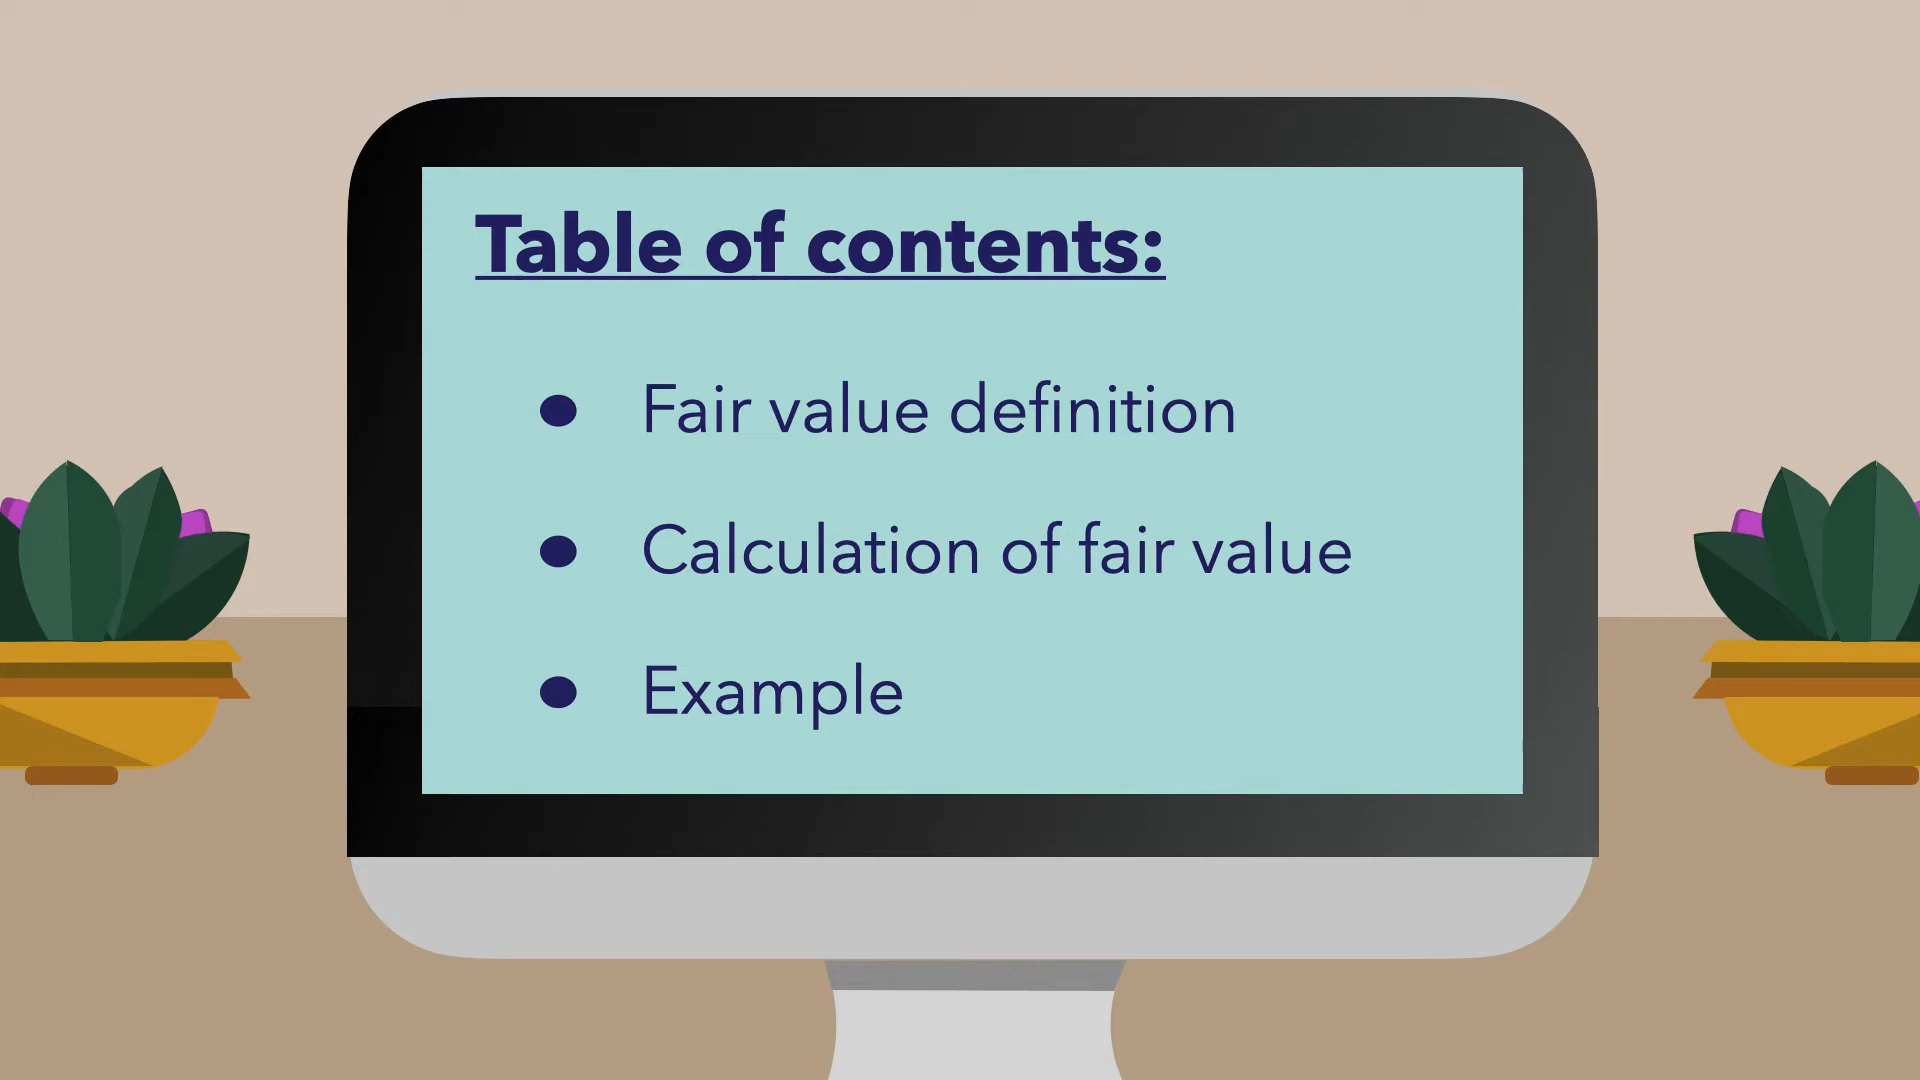 Table of contents:
● Fair value definition
● Calculation of fair value
● Example